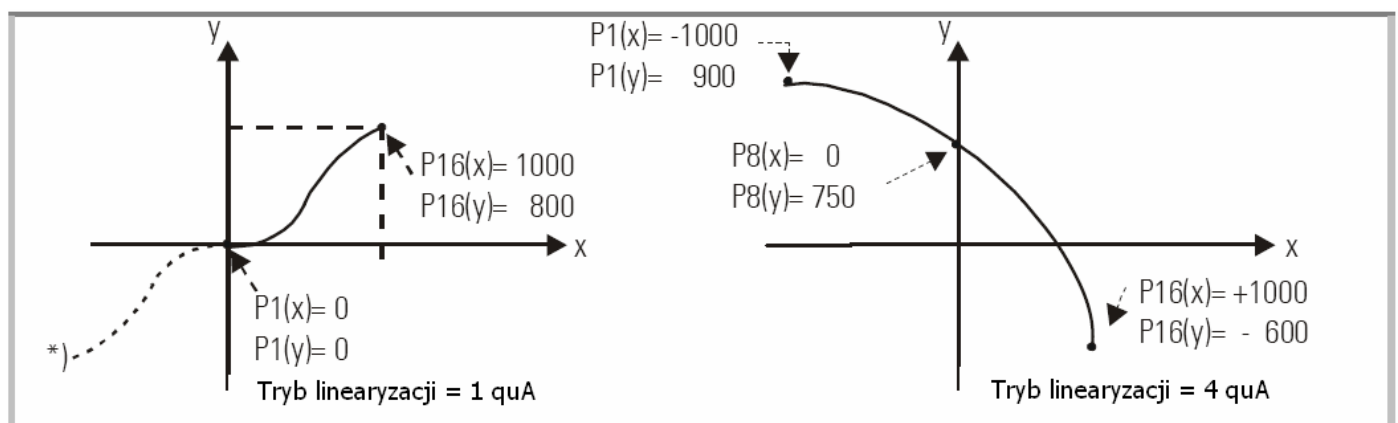 y
P16(x)= 1000
P16(y)= 800
x
P1(x)= 0
P1(y)= 0
*)
Tryb linearyzacji = 1 quA
P1(x)= -1000
P1(y)= 900
y
P8(x)= 0
P8(y)= 750
x
P16(x)= +1000
P16(y)= - 600
Tryb linearyzacji = 4 quA